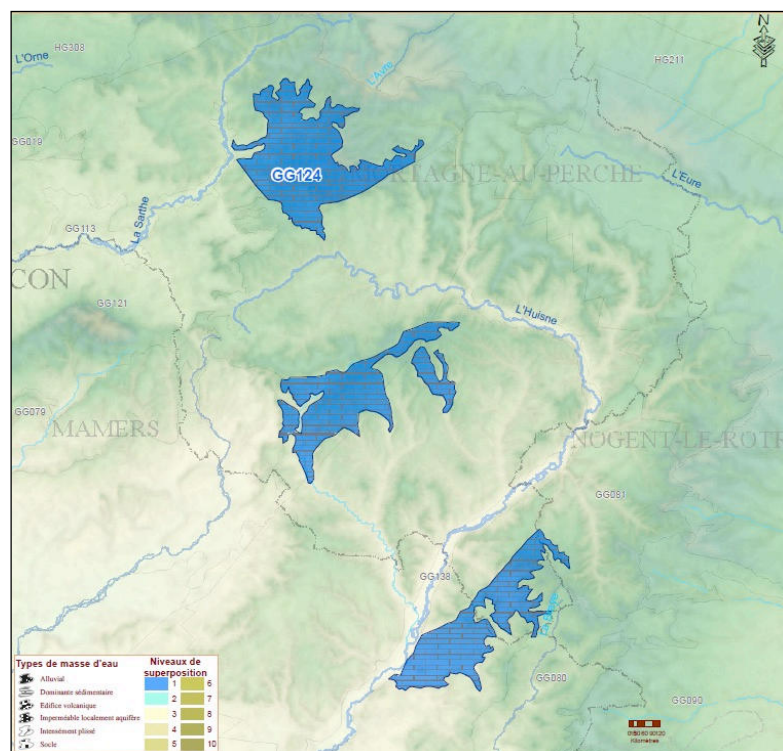 N
HG308
L'Orne
L'Avre
HG211
GG019
GG124
MORTAGNE-AU-PERCHE
L'Eure
La Sarthe
GG113
CON
GG121
L'Huisne
GG079
MAMERS
NOGENT-LE-ROTR
GG081
GG138
GG080
GG090
Types de masse d'eau
Alluvial
Dominante sédimentaire
Edifice volcanique
Imperméable localement aquifère
Intensément plissé
Socle
Niveaux de
superposition
1 6
2 7
3 8
4 9
5 10
Kilomètres